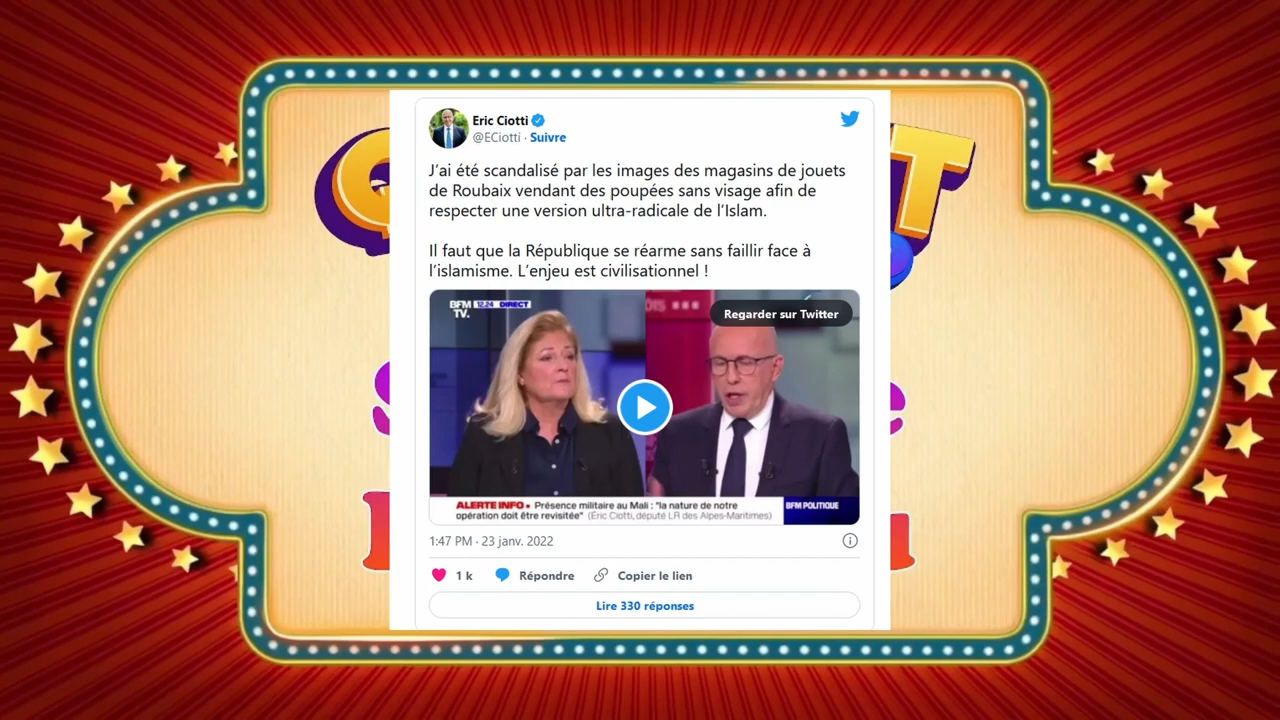 Eric Ciotti
@ECiotti · Suivre
J'ai été scandalisé par les images des magasins de jouets
de Roubaix vendant des poupées sans visage afin de
respecter une version ultra-radicale de l'Islam.
Il faut que la République se réarme sans faillir face à
l'islamisme. L'enjeu est civilisationnel !
BFM 12.24 DIRECT
TV.
Regarder sur Twitter
ALERTE INFO • Présence militaire au Mali : "la nature de notre
opération doit être revisitée" (Éric Ciotti, député LR des Alpes-Maritimes)
BFM POLITIQUE
1:47 PM · 23 janv. 2022
1 k Répondre Copier le lien
Lire 330 réponses